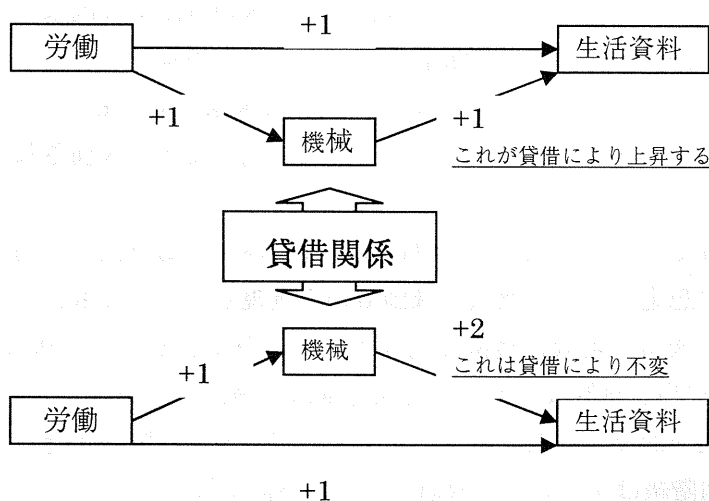 +1
労働
生活資料
+1
+1
機械
これが貸借により上昇する
貸借関係
機械
+2
これは貸借により不変
+1
労働
生活資料
+1